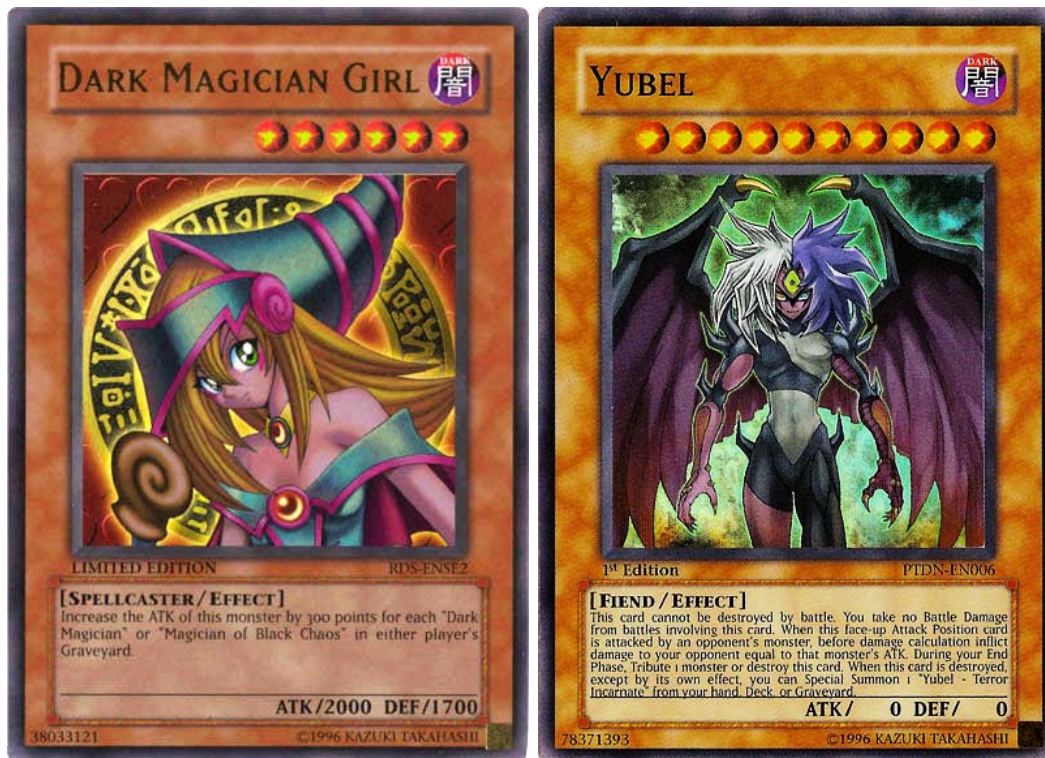 DARK MAGICIAN GIRL
DARK
闇
LIMITED EDITION
RDS-ENSE2
[SPELLCASTER/EFFECT]
Increase the ATK of this monster by 300 points for each "Dark
Magician" or "Magician of Black Chaos" in either player's
Graveyard.
ATK/2000 DEF/1700
38033121
©1996 KAZUKI TAKAHASHI
YUBEL
DARK
闇
1st Edition
PTDN-EN006
[FIEND/EFFECT]
This card cannot be destroyed by battle. You take no Battle Damage
from battles involving this card. When this face-up Attack Position card
is attacked by an opponent's monster, before damage calculation inflict
damage to your opponent equal to that monster's ATK. During your End
Phase, Tribute 1 monster or destroy this card. When this card is destroyed,
except by its own effect, you can Special Summon 1 "Yubel - Terror
Incarnate" from your hand, Deck, or Graveyard.
ATK/ 0 DEF/ 0
78371393
©1996 KAZUKI TAKAHASHI